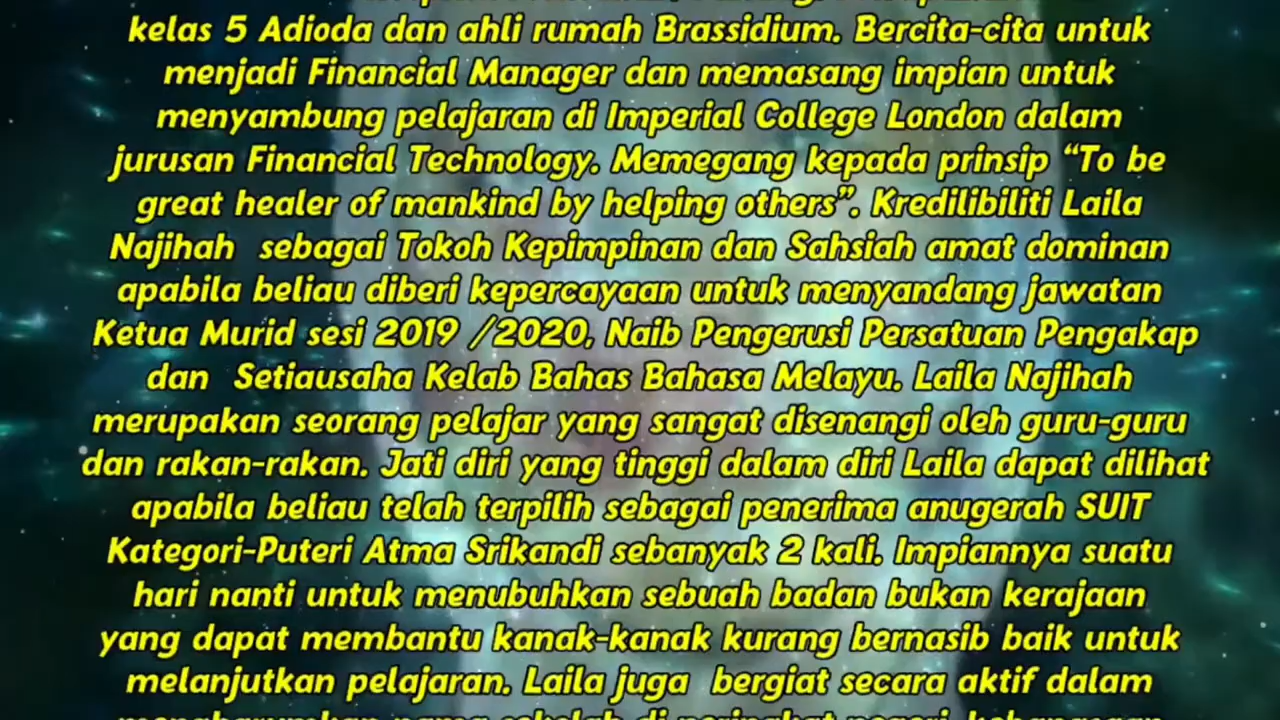 kelas 5 Adioda dan ahli rumah Brassidium. Bercita-cita untuk
menjadi Financial Manager dan memasang impian untuk
menyambung pelajaran di Imperial College London dalam
jurusan Financial Technology. Memegang kepada prinsip “To be
great healer of mankind by helping others”. Kredilibiliti Laila
Najihah sebagai Tokoh Kepimpinan dan Sahsiah amat dominan
apabila beliau diberi kepercayaan untuk menyandang jawatan
Ketua Murid sesi 2019 /2020, Naib Pengerusi Persatuan Pengakap
dan Setiausaha Kelab Bahas Bahasa Melayu. Laila Najihah
merupakan seorang pelajar yang sangat disenangi oleh guru-guru
dan rakan-rakan. Jati diri yang tinggi dalam diri Laila dapat dilihat
apabila beliau telah terpilih sebagai penerima anugerah SUIT
Kategori-Puteri Atma Srikandi sebanyak 2 kali. Impiannya suatu
hari nanti untuk menubuhkan sebuah badan bukan kerajaan
yang dapat membantu kanak-kanak kurang bernasib baik untuk
melanjutkan pelajaran. Laila juga bergiat secara aktif dalam
mengharumkan nama sekolah di peringkat negeri, kebangsaan